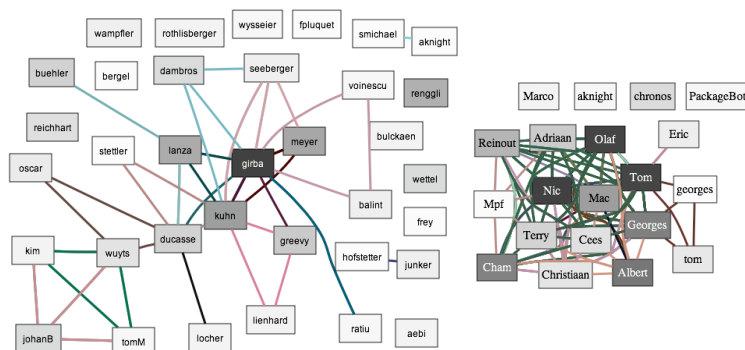 wampfler
rothlisberger
wysseier
fpluquet
smichael
aknight
buehler
bergel
dambros
seeberger
voinescu
renggli
reichhart
stettler
lanza
girba
meyer
bulckaen
oscar
wettel
balint
kuhn
frey
kim
wuyts
ducasse
greevy
hofstetter
junker
johanB
tomM
locher
lienhard
ratiu
aebi
Marco
aknight
chronos
PackageBot
Reinout
Adriaan
Olaf
Eric
Nic
Tom
georges
Mpf
Mac
Terry
Cees
Georges
tom
Cham
Christiaan
Albert